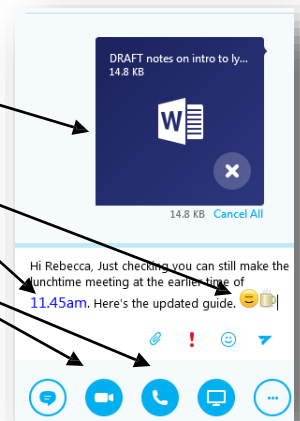 DRAFT notes on intro to ly...
14.8 KB
W
14.8 KB Cancel All
Hi Rebecca, Just checking you can still make the
lunchtime meeting at the earlier time of
11.45am. Here's the updated guide.